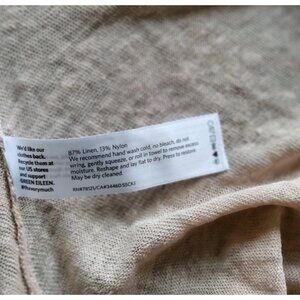 We'd like our
clothes back.
Recycle them at
our US stores
and support
GREEN EILEEN.
#thisverymuch
87% Linen, 13% Nylon
We recommend hand wash cold, no bleach, do not
wring, gently squeeze, or roll in towel to remove excess
moisture. Reshape and lay flat to dry. Press to restore.
May be dry cleaned.